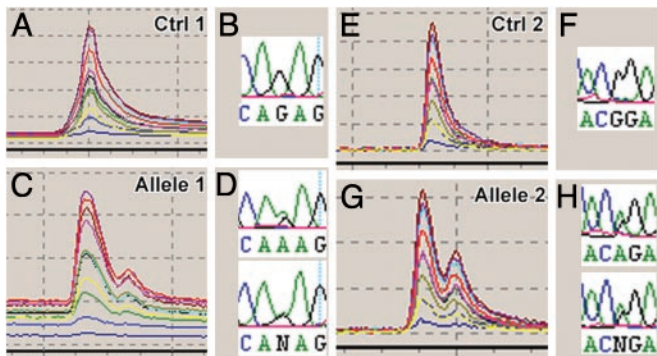 A
Ctrl 1
B
CAGAG
C
Allele 1
D
CAAAG
CANAG
E
Ctrl 2
F
ACGGA
G
Allele 2
H
ACAGA
ACNGA